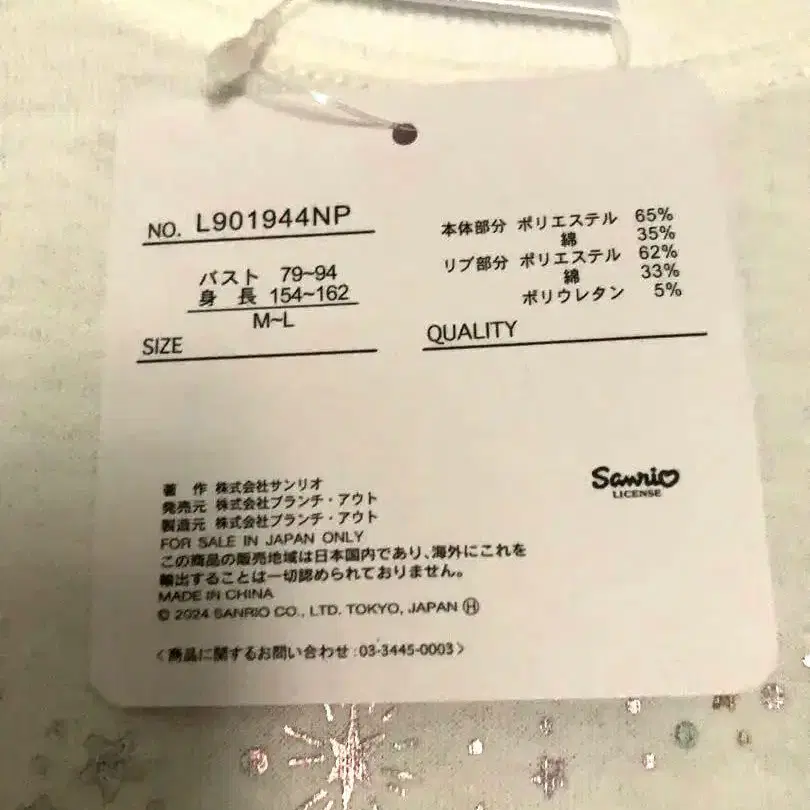 NO. L901944NP
バスト 79~94
身 長 154~162
M~L
SIZE
本体部分 ポリエステル 65%
綿 35%
リブ部分 ポリエステル 62%
綿 33%
ポリウレタン 5%
QUALITY
著 作 株式会社サンリオ
発売元 株式会社ブランチ・アウト
製造元 株式会社ブランチ・アウト
FOR SALE IN JAPAN ONLY
この商品の販売地域は日本国内であり、海外にこれを
輸出することは一切認められておりません。
MADE IN CHINA
© 2024 SANRIO CO., LTD. TOKYO, JAPAN Ⓗ
Sanrio
LICENSE
<商品に関するお問い合わせ:03-3445-0003>